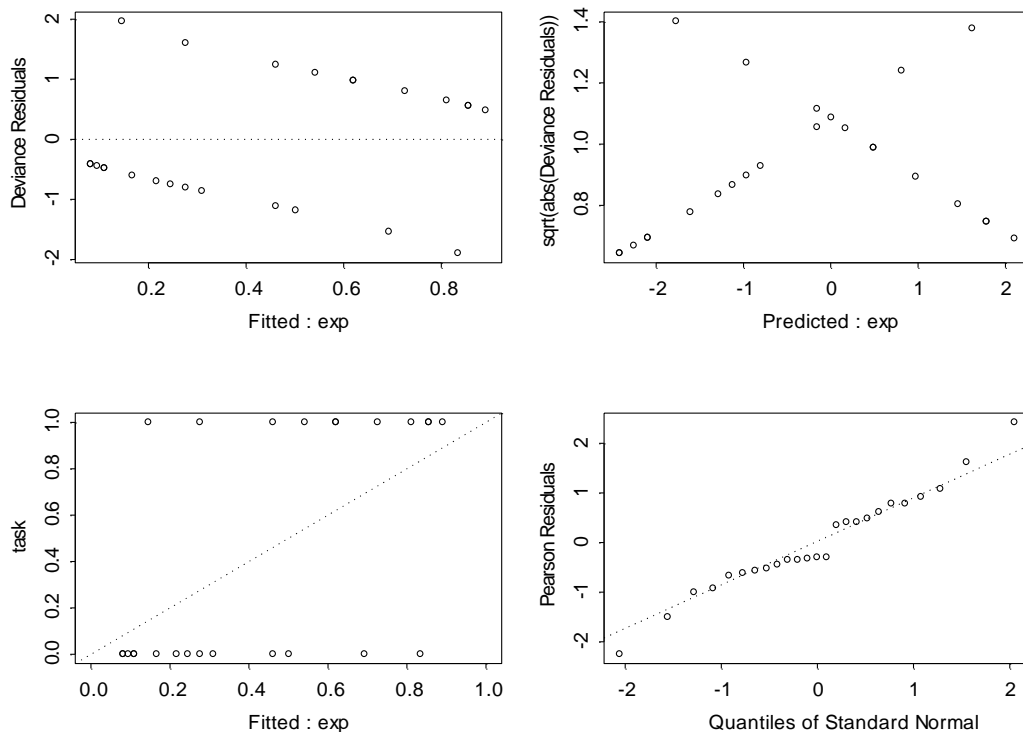 Deviance Residuals
2
1
0
-1
-2
0.2 0.4 0.6 0.8
Fitted : exp
sqrt(abs(Deviance Residuals))
1.4
1.2
1.0
0.8
-2 -1 0 1 2
Predicted : exp
task
1.0
0.8
0.6
0.4
0.2
0.0
0.0 0.2 0.4 0.6 0.8 1.0
Fitted : exp
Pearson Residuals
2
1
0
-1
-2
-2 -1 0 1 2
Quantiles of Standard Normal